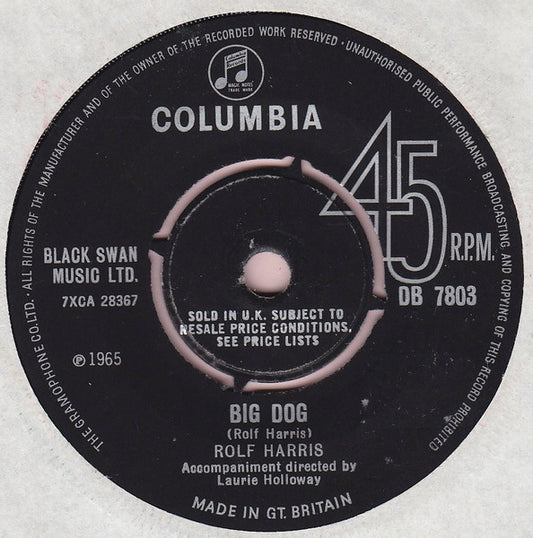 THE GRAMOPHONE CO. LTD. · ALL RIGHTS OF THE MANUFACTURER AND OF THE OWNER OF THE RECORDED WORK RESERVED · UNAUTHORISED PUBLIC PERFORMANCE BROADCASTING AND COPYING OF THIS RECORD PROHIBITED
MAGIC NOTES
TRADE MARK
COLUMBIA
45
R.P.M.
BLACK SWAN
MUSIC LTD.
7XCA 28367
DB 7803
SOLD IN U.K. SUBJECT TO
RESALE PRICE CONDITIONS,
SEE PRICE LISTS
Ⓟ 1965
BIG DOG
(Rolf Harris)
ROLF HARRIS
Accompaniment directed by
Laurie Holloway
MADE IN GT. BRITAIN